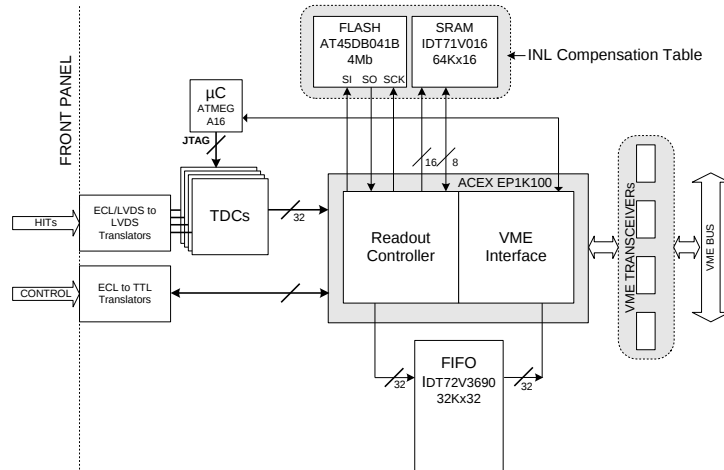 FLASH
AT45DB041B
4Mb
SI SO SCK
SRAM
IDT71V016
64Kx16
INL Compensation Table
FRONT PANEL
µC
ATMEG
A16
JTAG
16
8
ACEX EP1K100
ECL/LVDS to
LVDS
Translators
TDCs
32
HITs
Readout
Controller
VME
Interface
VME TRANSCEIVERs
VME BUS
CONTROL
ECL to TTL
Translators
32
FIFO
IDT72V3690
32Kx32
32